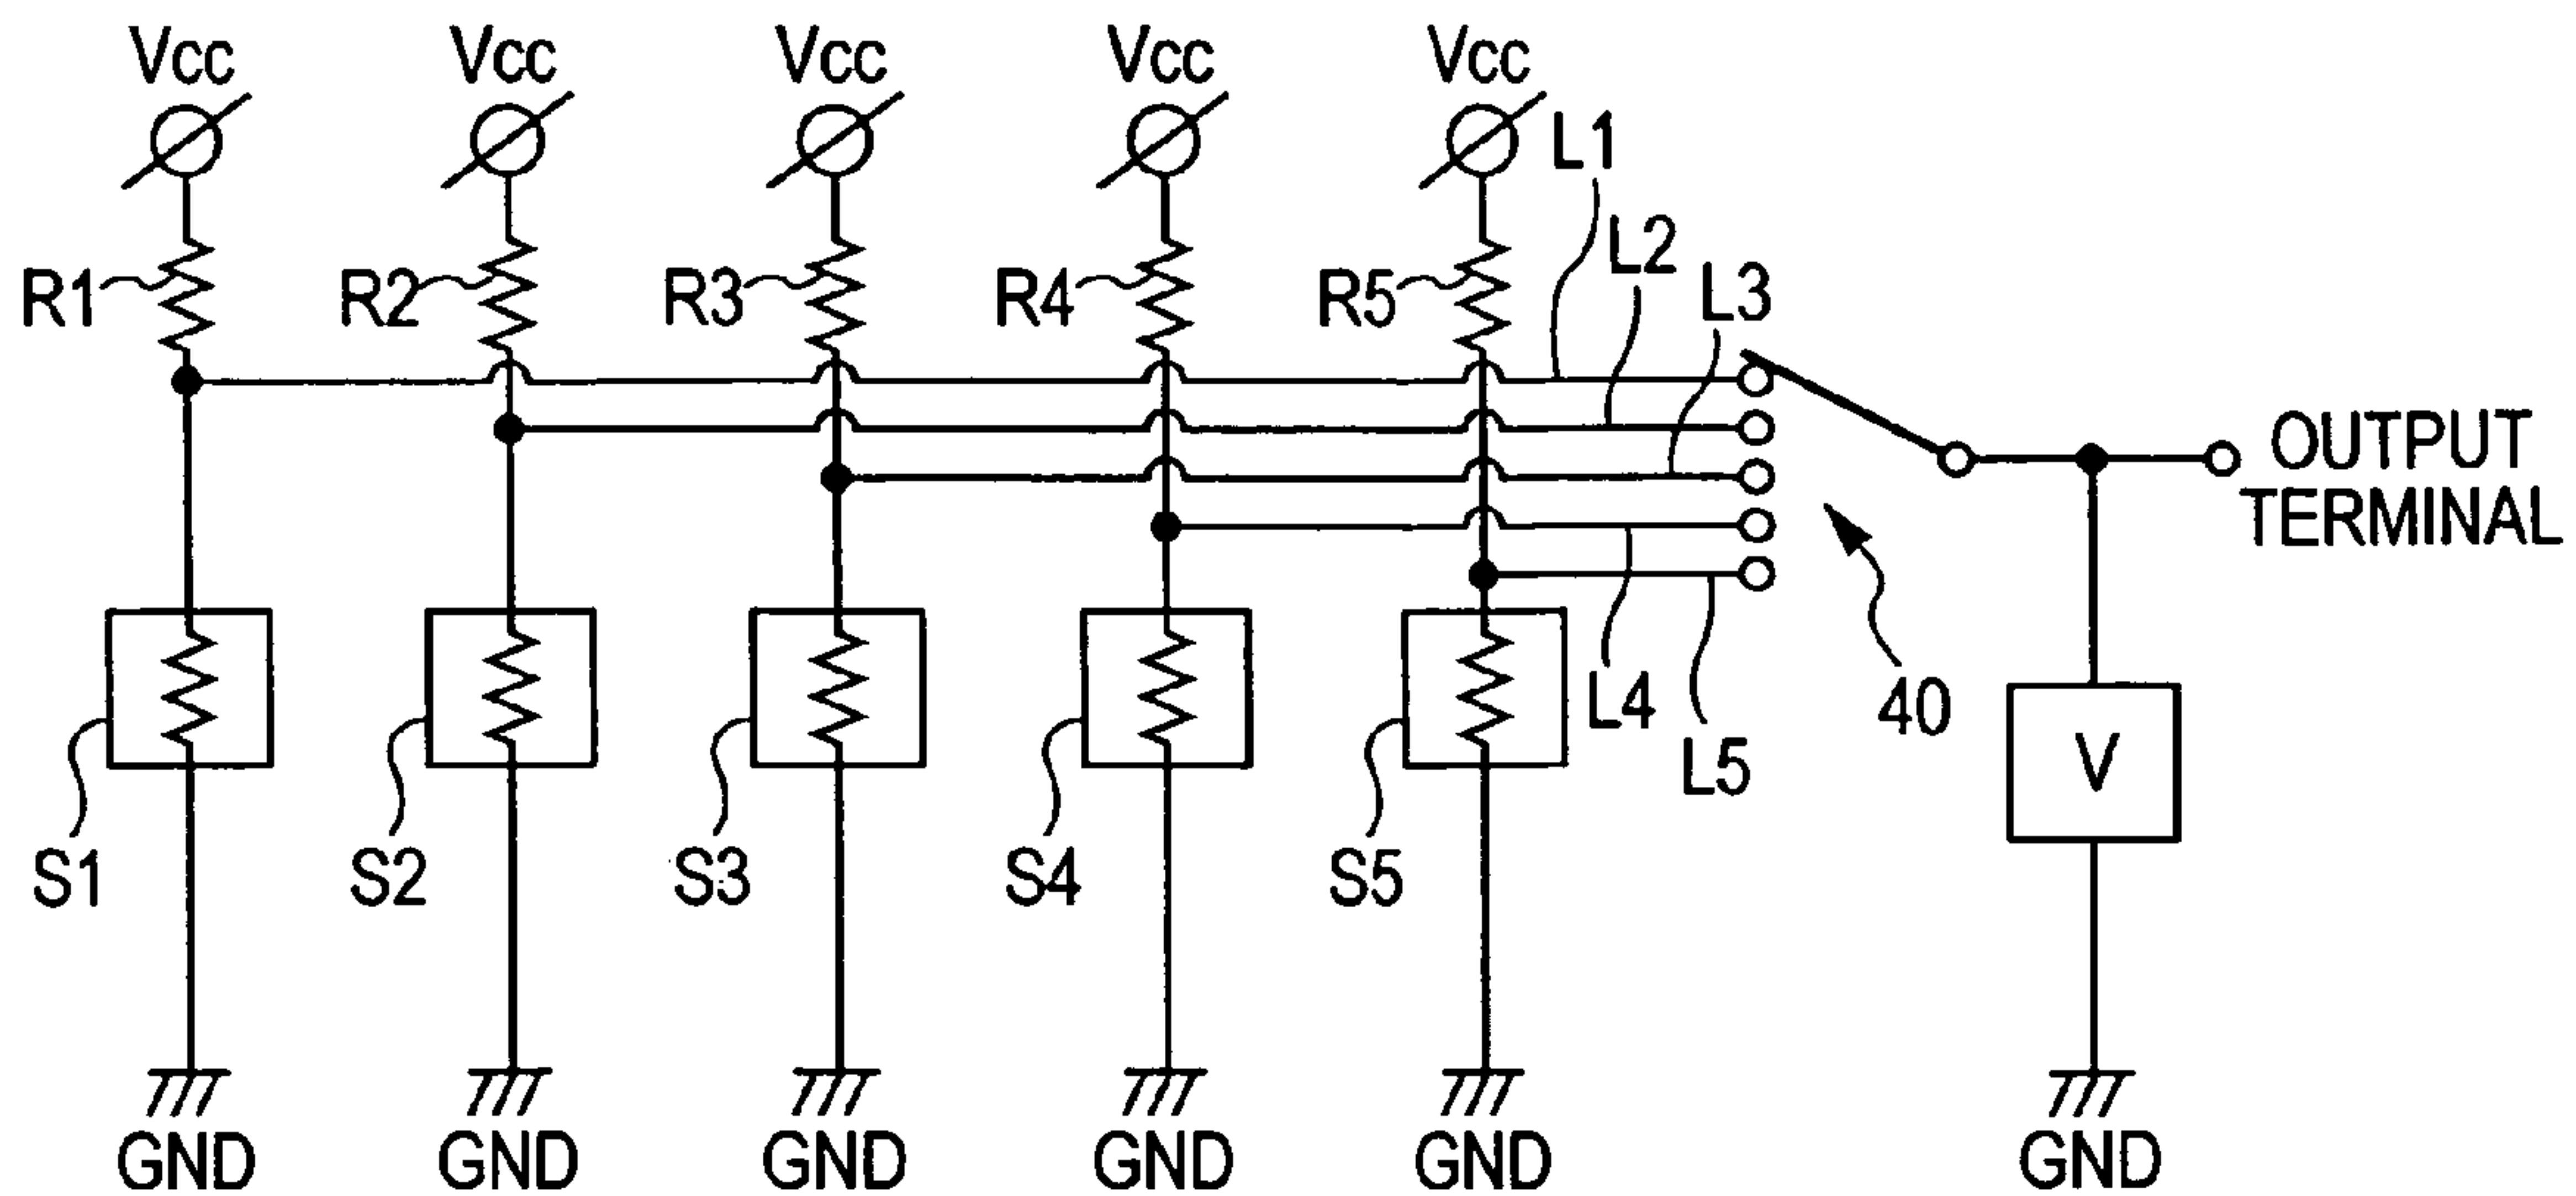 Vcc Vcc Vcc Vcc Vcc
L1
L2
L3
R1 R2 R3 R4 R5
OUTPUT
TERMINAL
L4
40
L5
V
S1 S2 S3 S4 S5
GND GND GND GND GND GND